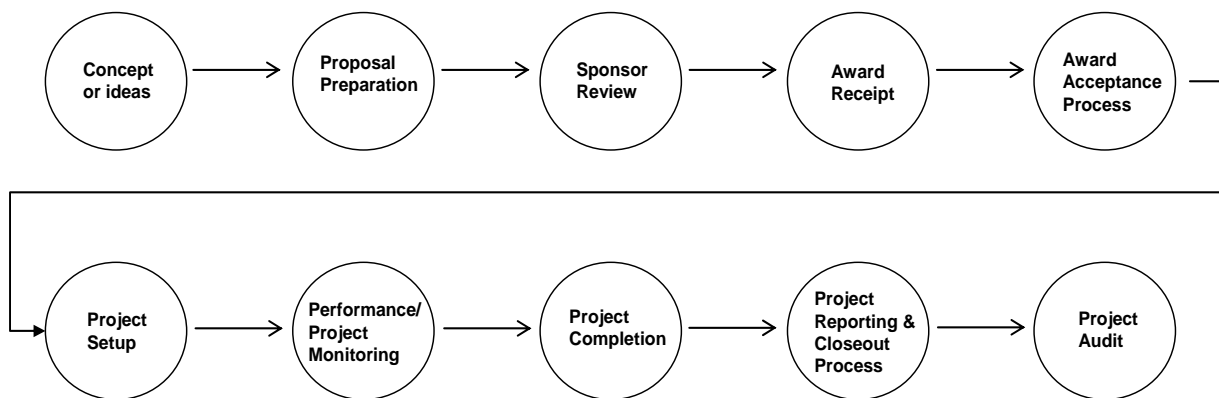 Concept
or ideas
Proposal
Preparation
Sponsor
Review
Award
Receipt
Award
Acceptance
Process
Project
Setup
Performance/
Project
Monitoring
Project
Completion
Project
Reporting &
Closeout
Process
Project
Audit